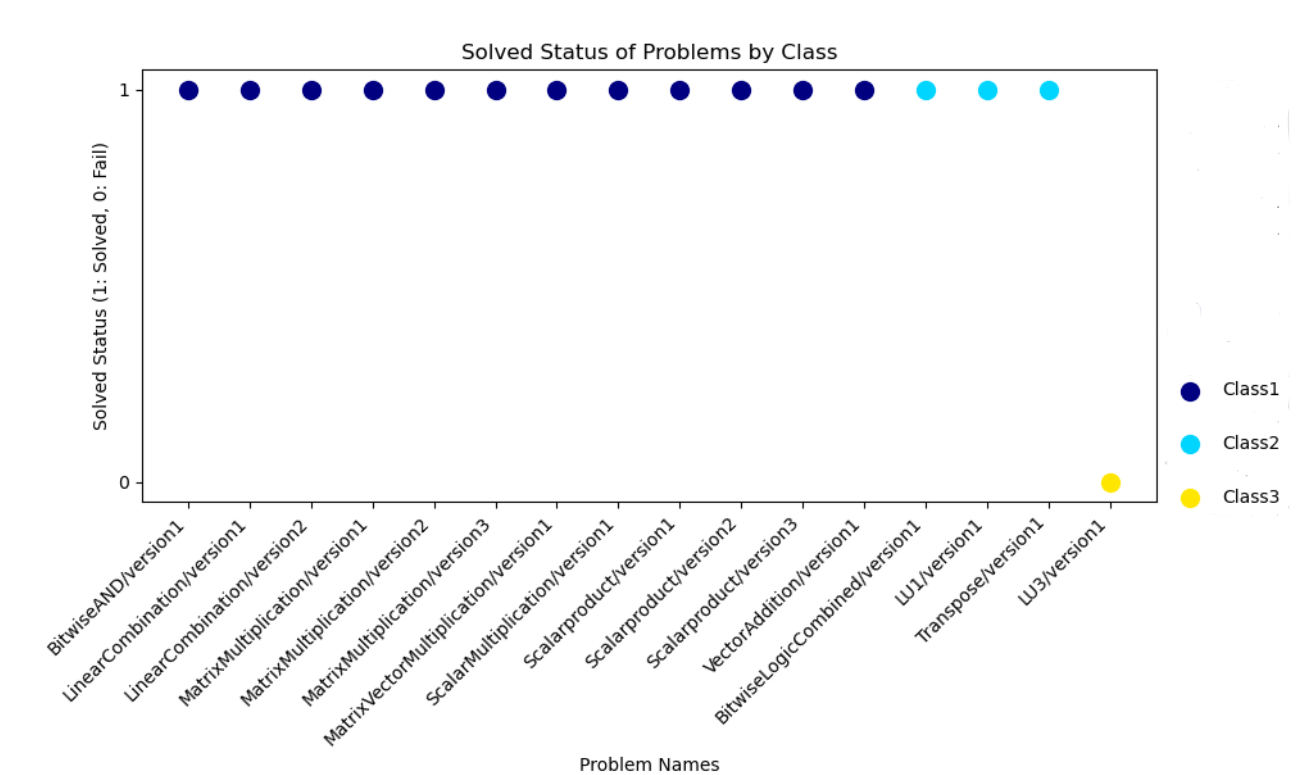 Solved Status of Problems by Class
Solved Status (1: Solved, 0: Fail)
1
0
BitwiseAND/version1
LinearCombination/version1
LinearCombination/version2
MatrixMultiplication/version1
MatrixMultiplication/version2
MatrixMultiplication/version3
MatrixVectorMultiplication/version1
ScalarMultiplication/version1
Scalarproduct/version1
Scalarproduct/version2
Scalarproduct/version3
VectorAddition/version1
BitwiseLogicCombined/version1
LU1/version1
Transpose/version1
LU3/version1
Problem Names
Class1
Class2
Class3